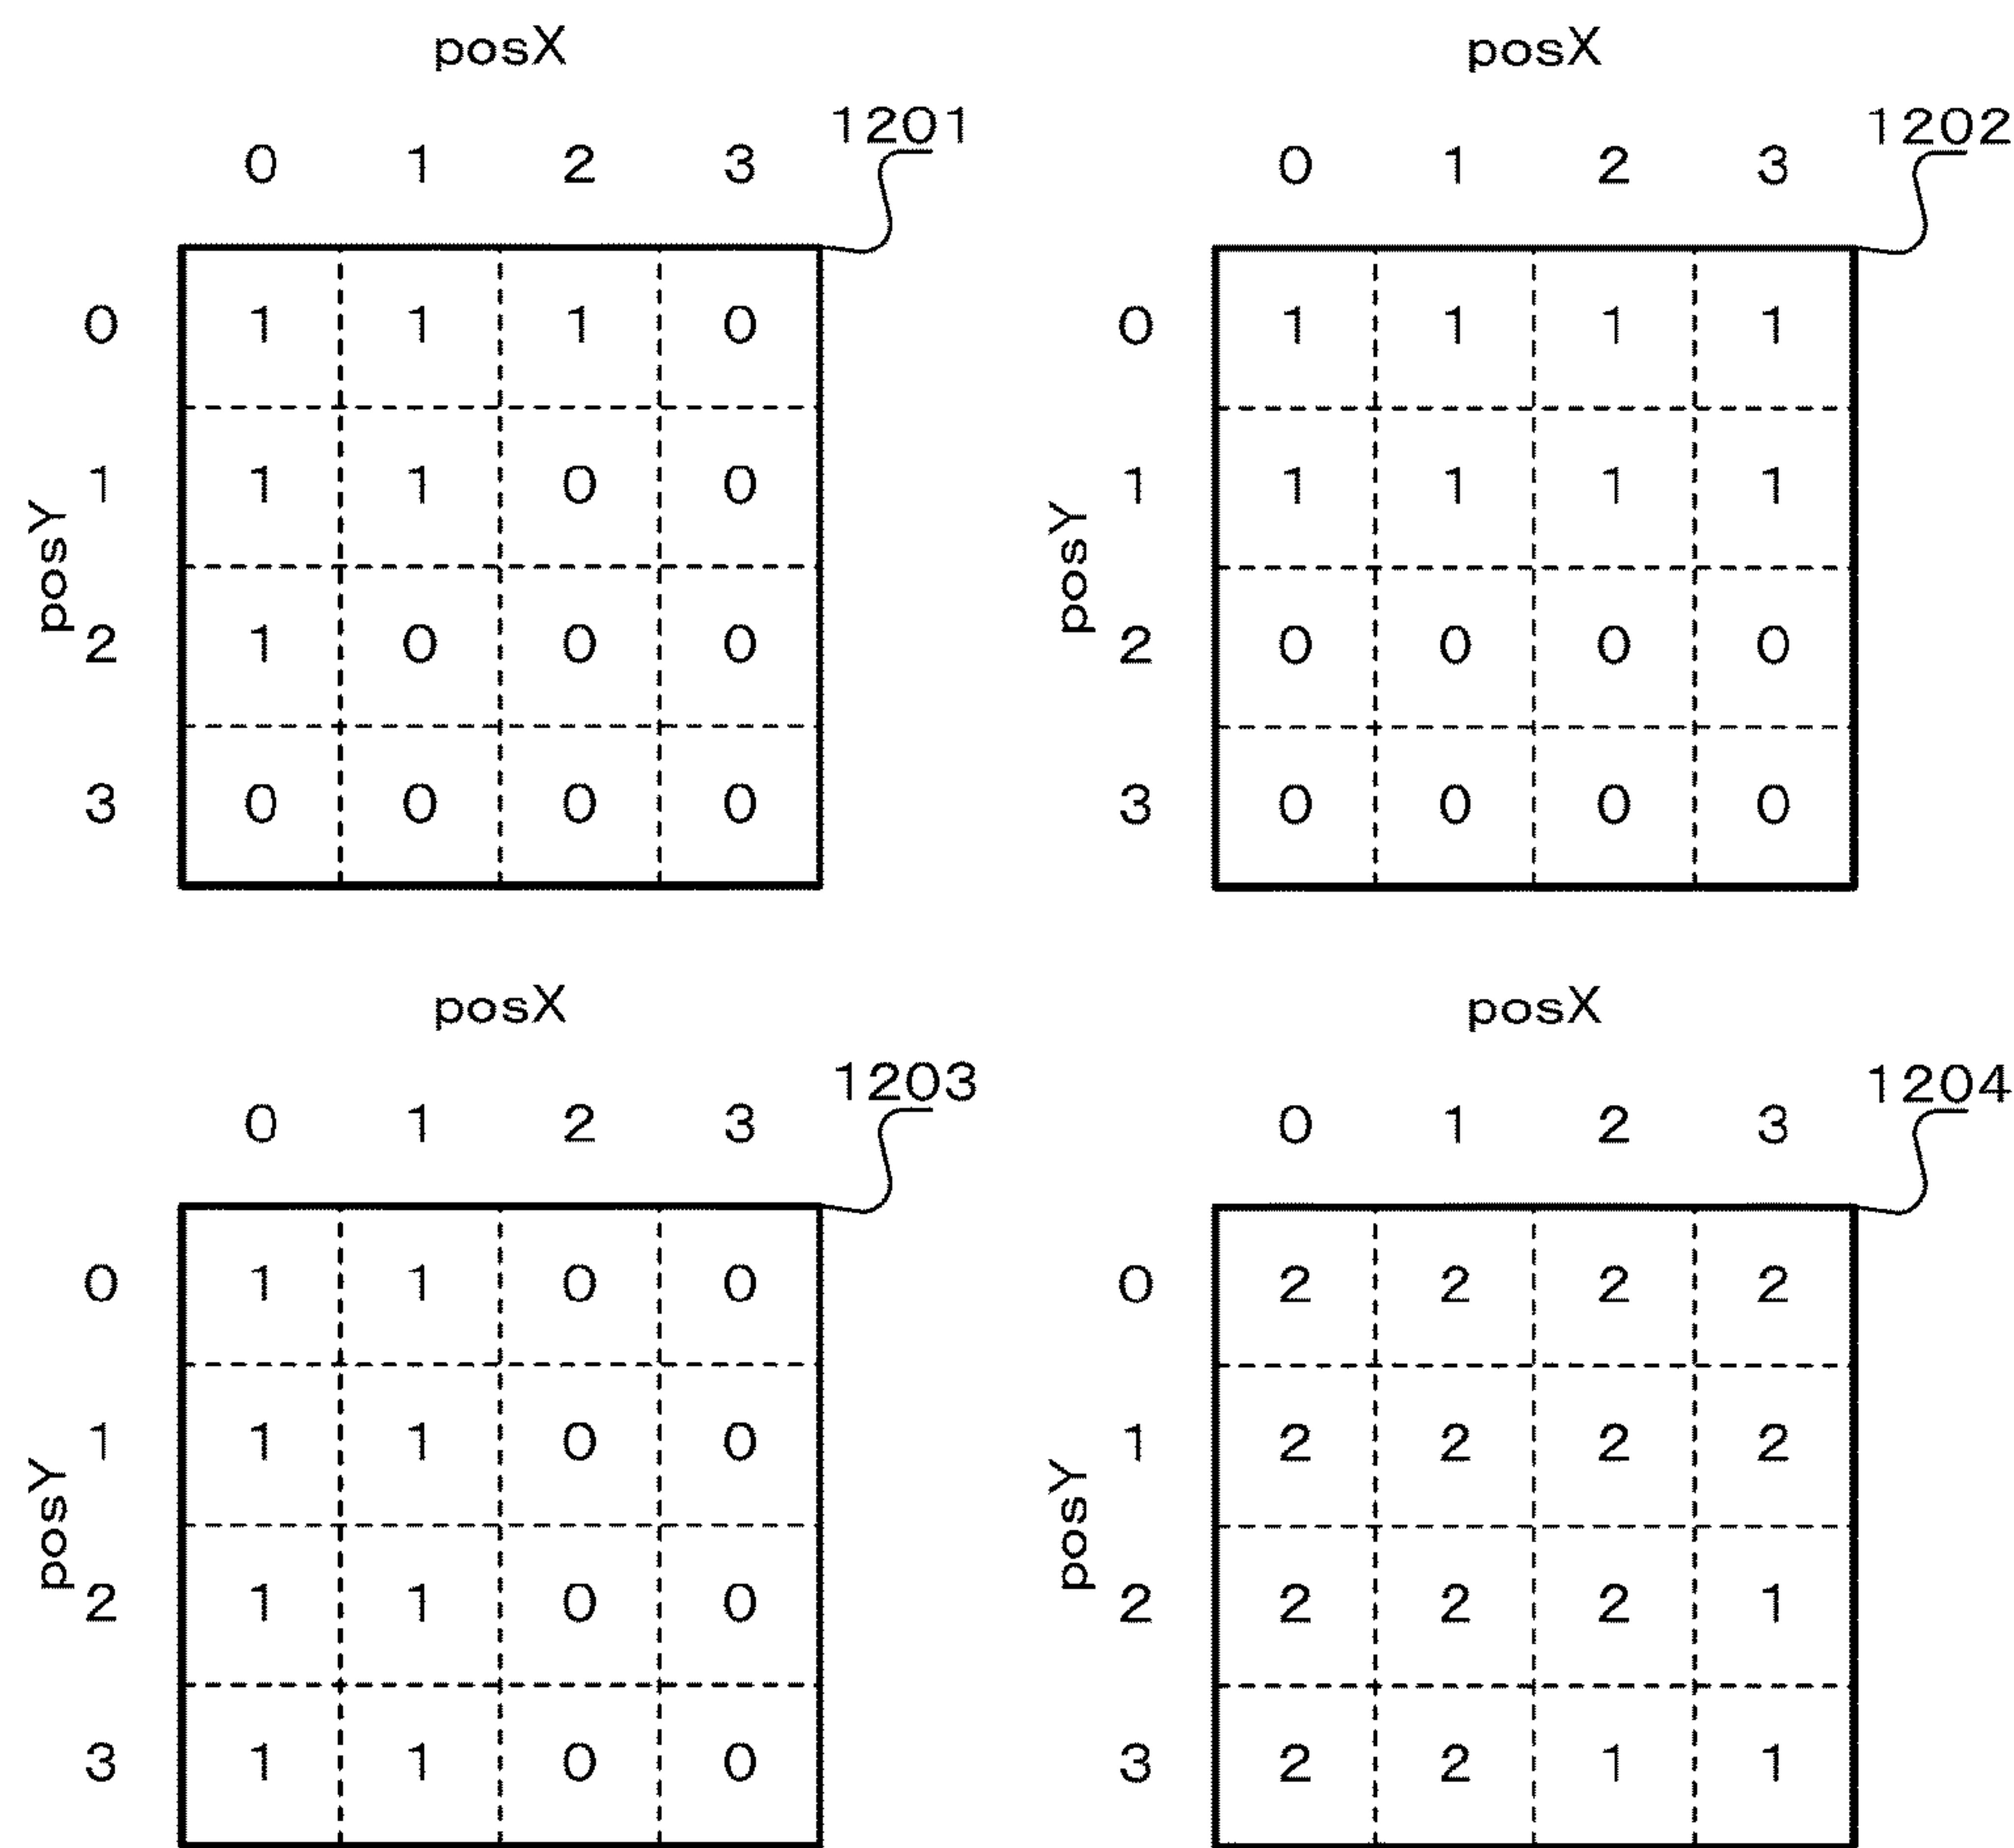 posX
0 1 2 3 1201
0 1 1 1 0
1 1 1 0 0
2 1 0 0 0
3 0 0 0 0
posY
posX
0 1 2 3 1202
0 1 1 1 1
1 1 1 1 1
2 0 0 0 0
3 0 0 0 0
posY
posX
0 1 2 3 1203
0 1 1 0 0
1 1 1 0 0
2 1 1 0 0
3 1 1 0 0
posY
posX
0 1 2 3 1204
0 2 2 2 2
1 2 2 2 2
2 2 2 2 1
3 2 2 1 1
posY